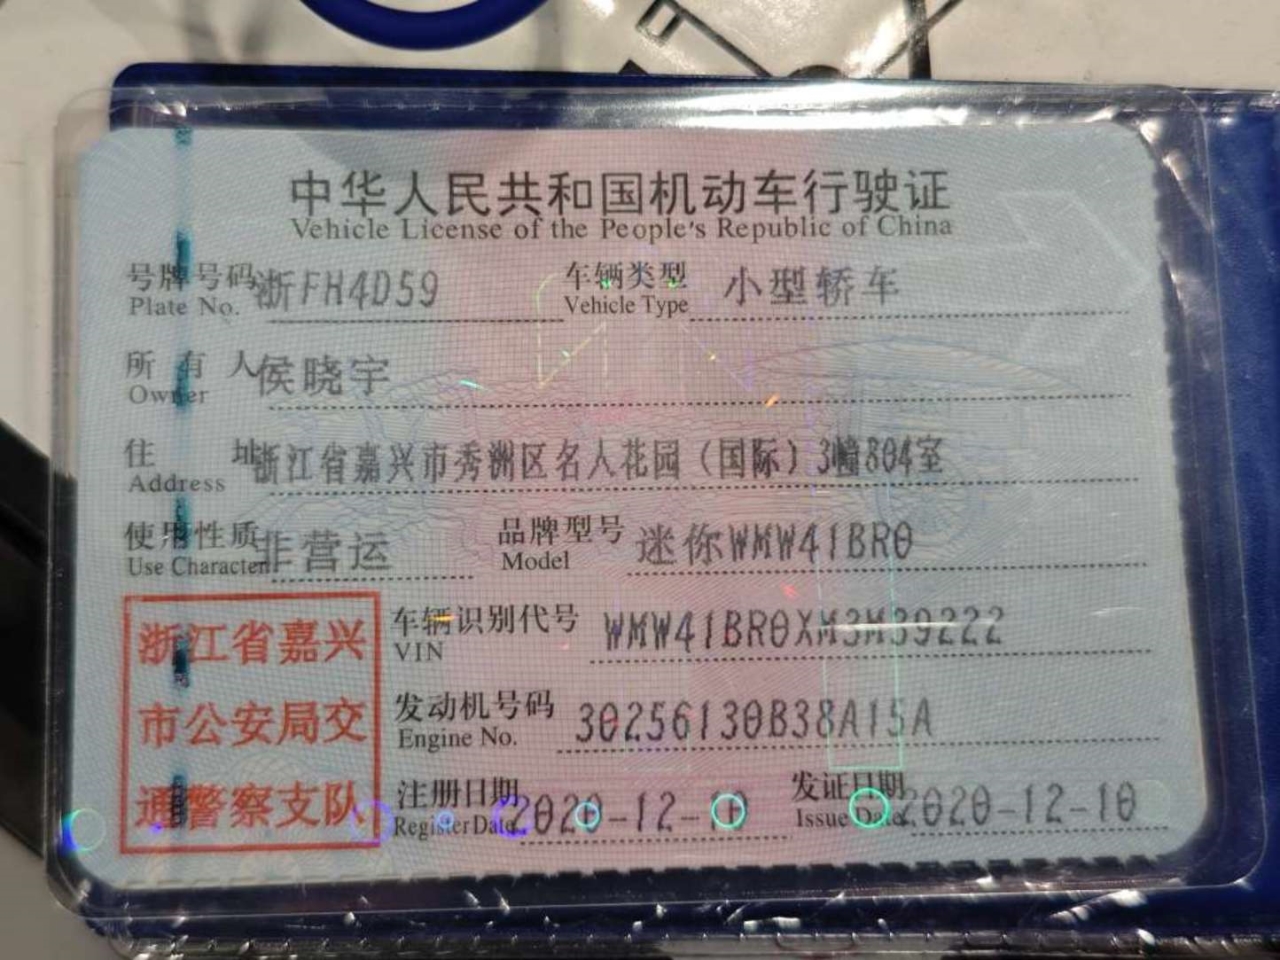 中华人民共和国机动车行驶证
Vehicle License of the People's Republic of China
号牌号码 浙FH4D59 车辆类型 小型轿车
Plate No. Vehicle Type
所有人 侯晓宇
Owner
住址 浙江省嘉兴市秀洲区名人花园（国际）3幢804室
Address
使用性质 非营运 品牌型号 迷你WMW41BR0
Use Character Model
浙江省嘉兴
市公安局交
通警察支队
车辆识别代号 WMW41BR0XM3M39222
VIN
发动机号码 30256130B38A15A
Engine No.
注册日期 2020-12-10 发证日期 2020-12-10
Register Date Issue Date